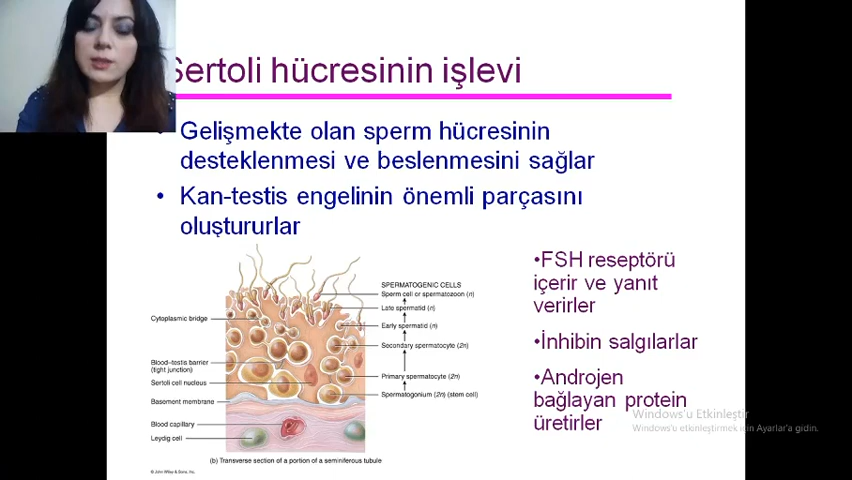 Sertoli hücresinin işlevi
• Gelişmekte olan sperm hücresinin
desteklenmesi ve beslenmesini sağlar
• Kan-testis engelinin önemli parçasını
oluştururlar
•FSH reseptörü
içerir ve yanıt
verirler
•İnhibin salgılarlar
•Androjen
bağlayan protein
üretirler
SPERMATOGENIC CELLS
Sperm cell or spermatozoon (n)
Late spermatid (n)
Early spermatid (n)
Secondary spermatocyte (2n)
Primary spermatocyte (2n)
Spermatogonium (2n) (stem cell)
Cytoplasmic bridge
Blood–testis barrier
(tight junction)
Sertoli cell nucleus
Basement membrane
Blood capillary
Leydig cell
(b) Transverse section of a portion of a seminiferous tubule
© John Wiley & Sons, Inc.
Windows'u Etkinleştir
Windows'u etkinleştirmek için Ayarlar'a gidin.